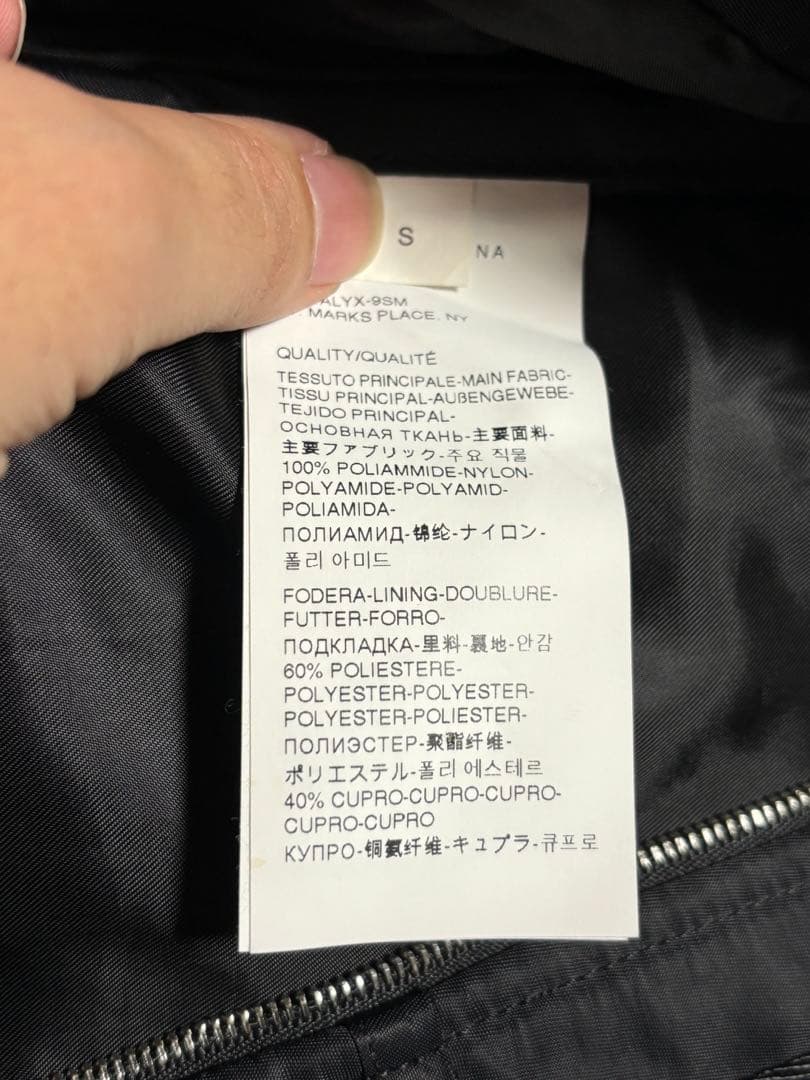 S
NA
ALYX-9SM
MARKS PLACE, NY
QUALITY/QUALITÉ
TESSUTO PRINCIPALE-MAIN FABRIC-
TISSU PRINCIPAL-AUßENGEWEBE-
TEJIDO PRINCIPAL-
ОСНОВНАЯ ТКАНЬ-主要面料-
主要ファブリック-주요 직물
100% POLIAMMIDE-NYLON-
POLYAMIDE-POLYAMID-
POLIAMIDA-
ПОЛИАМИД-锦纶-ナイロン-
폴리 아미드
FODERA-LINING-DOUBLURE-
FUTTER-FORRO-
ПОДКЛАДКА-里料-裏地-안감
60% POLIESTERE-
POLYESTER-POLYESTER-
POLYESTER-POLIESTER-
ПОЛИЭСТЕР-聚酯纤维-
ポリエステル-폴리 에스테르
40% CUPRO-CUPRO-CUPRO-
CUPRO-CUPRO
КУПРО-铜氨纤维-キュプラ-큐프로